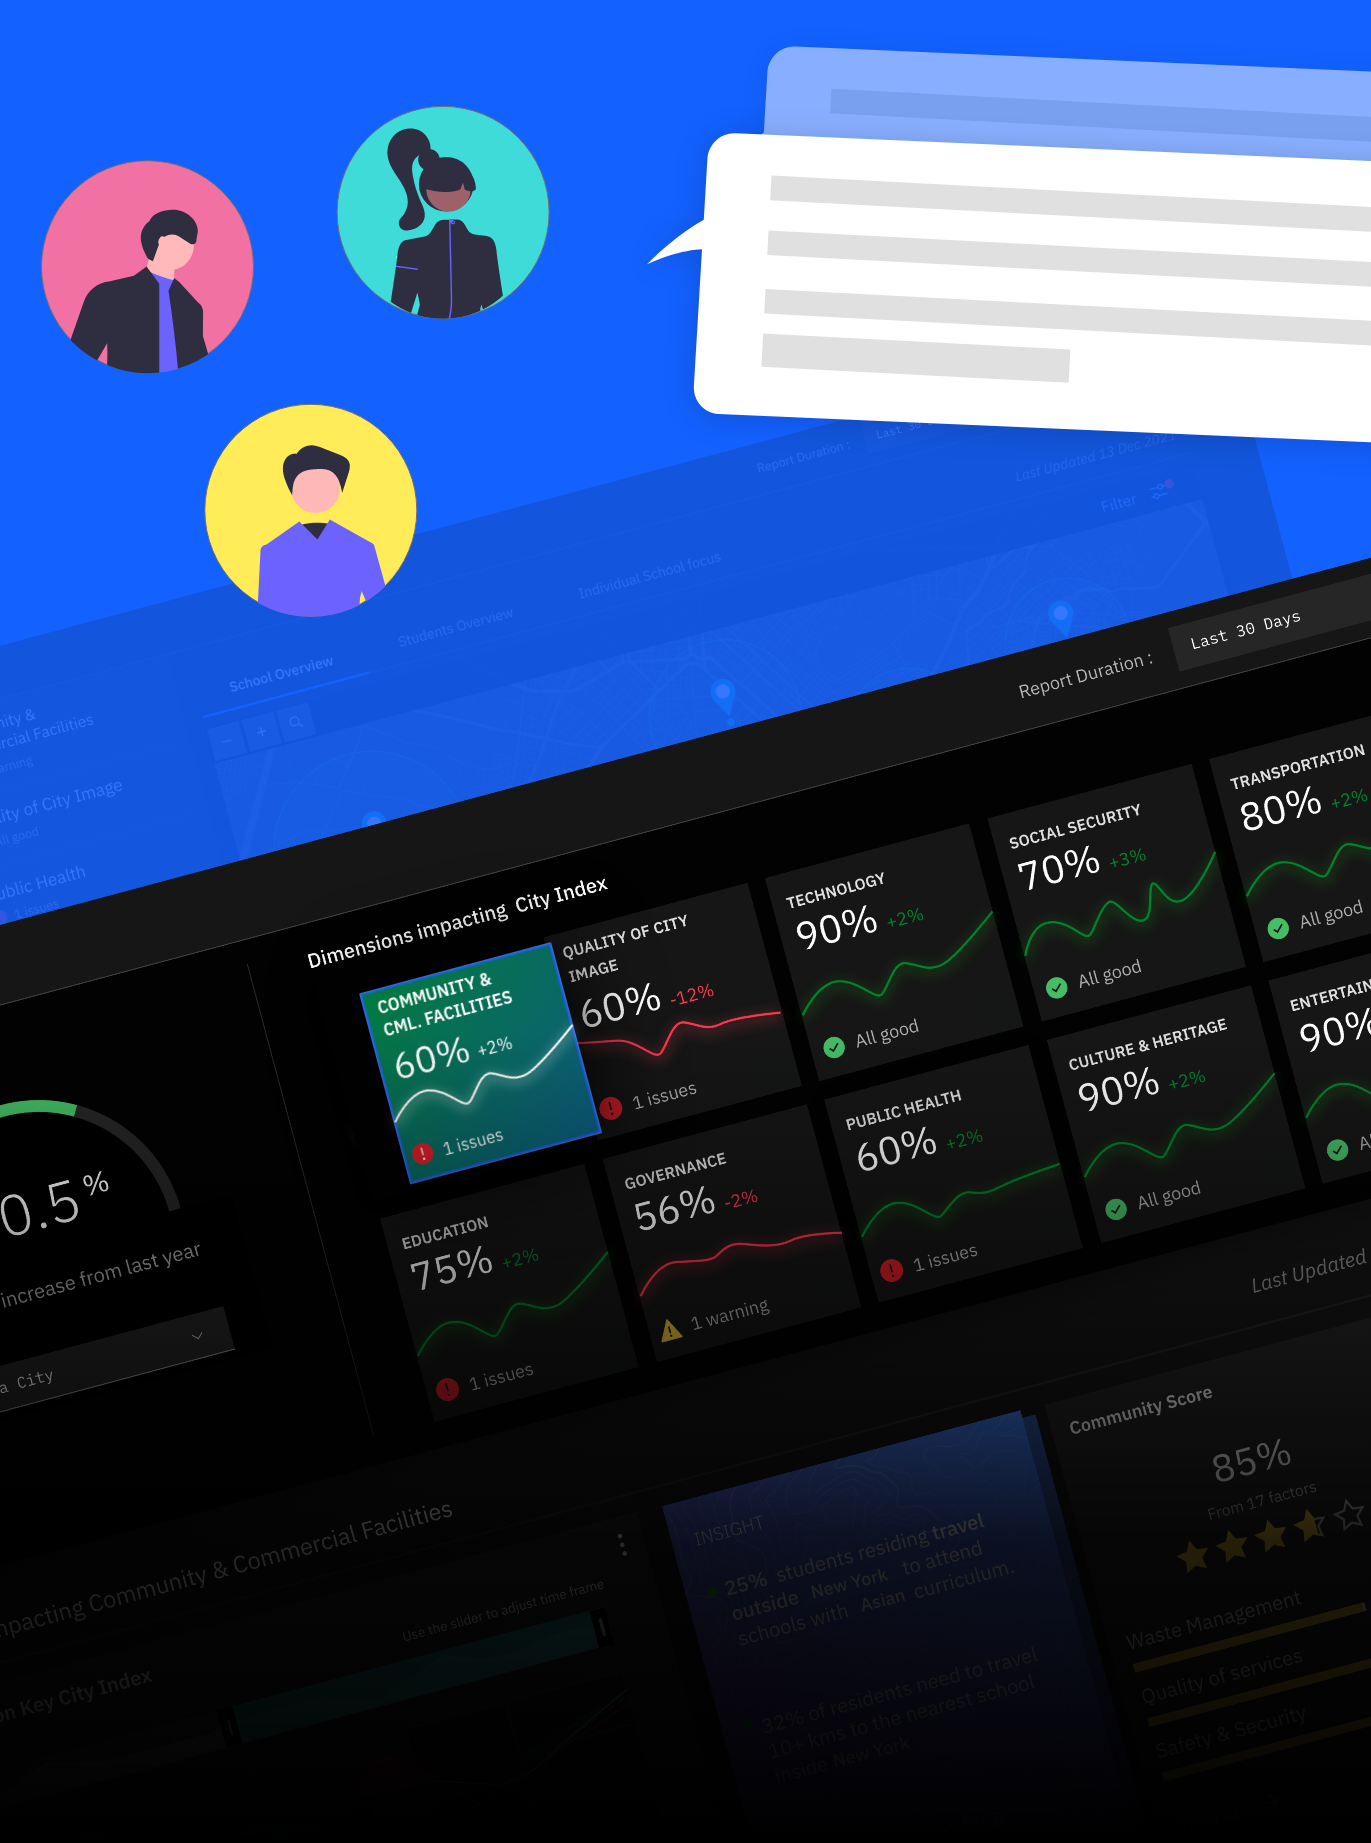 Report Duration :
Last 30
Last Updated 13 Dec 2021
Filter
Individual School focus
Students Overview
School Overview
nity &
rcial Facilities
arning
ity of City Image
All good
ublic Health
1 issues
Report Duration :
Last 30 Days
Dimensions impacting City Index
COMMUNITY &
CML. FACILITIES
60% +2%
1 issues
QUALITY OF CITY
IMAGE
60% -12%
1 issues
TECHNOLOGY
90% +2%
All good
SOCIAL SECURITY
70% +3%
All good
TRANSPORTATION
80% +2%
All good
EDUCATION
75% +2%
1 issues
GOVERNANCE
56% -2%
1 warning
PUBLIC HEALTH
60% +2%
1 issues
CULTURE & HERITAGE
90% +2%
All good
ENTERTAIN
90%
0.5%
increase from last year
a City
Last Updated
mpacting Community & Commercial Facilities
Use the slider to adjust time frame
on Key City Index
INSIGHT
25% students residing travel
outside New York to attend
schools with Asian curriculum.
32% of residents need to travel
10+ kms to the nearest school
inside New York
Community Score
85%
From 17 factors
Waste Management
Quality of services
Safety & Security